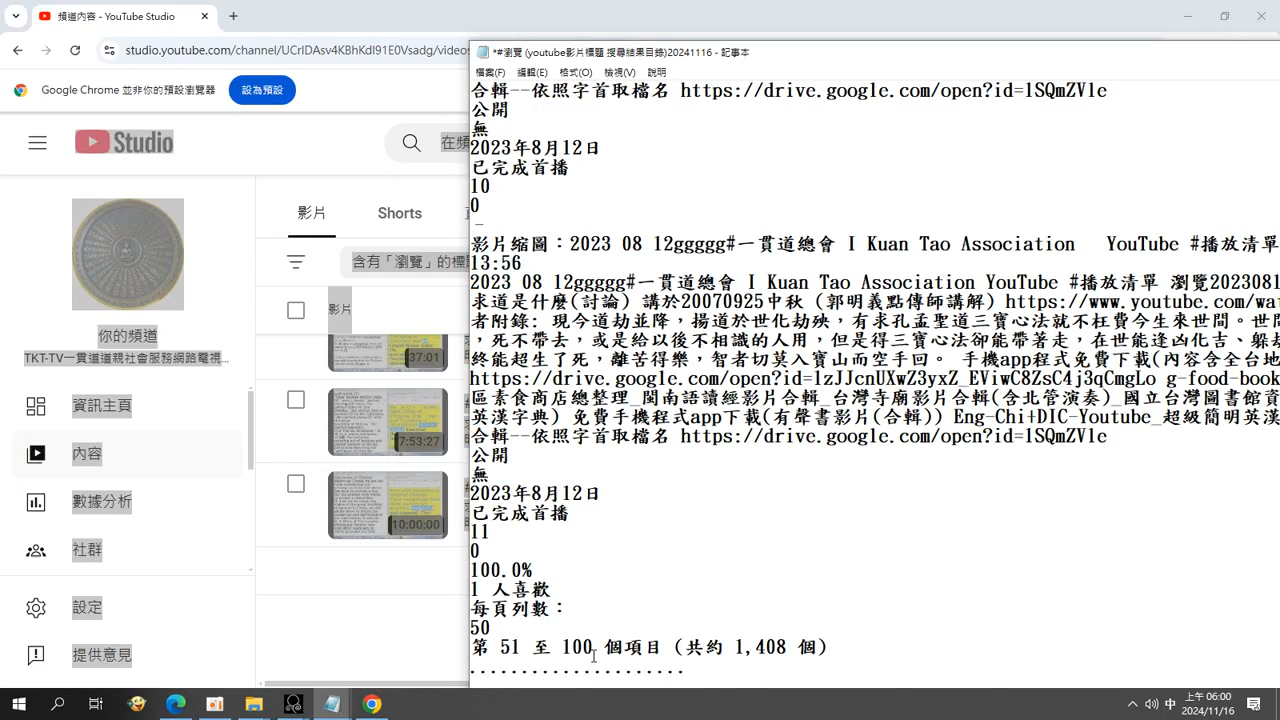 頻道內容 - YouTube Studio
studio.youtube.com/channel/UCrIDAsv4KBhKdI91E0Vsadg/videos
Google Chrome 並非你的預設瀏覽器
設為預設
Studio
在頻
你的頻道
TKT-TV一貫道道親社會服務網路電視...
資訊主頁
內容
數據分析
社群
設定
提供意見
影片
Shorts
含有「瀏覽」的標題
影片
37:01
7:53:27
10:00:00
*#瀏覽 (youtube影片標題 搜尋結果目錄)20241116 - 記事本
檔案(F) 編輯(E) 格式(O) 檢視(V) 說明
合輯--依照字首取檔名 https://drive.google.com/open?id=1SQmZVlc
公開
無
2023年8月12日
已完成首播
10
0
–
影片縮圖：2023 08 12ggggg#一貫道總會 I Kuan Tao Association YouTube #播放清單
13:56
2023 08 12ggggg#一貫道總會 I Kuan Tao Association YouTube #播放清單 瀏覽2023081
求道是什麼(討論) 講於20070925中秋 (郭明義點傳師講解) https://www.youtube.com/wat
者附錄: 現今道劫並降，揚道於世化劫殃，有求孔孟聖道三寶心法就不枉費今生來世間。世間
，死不帶去，或是給以後不相識的人用，但是得三寶心法卻能帶著走，在世能逢凶化吉、躲劫
終能超生了死，離苦得樂，智者切莫入寶山而空手回。 手機app程式免費下載(內容含全台地
https://drive.google.com/open?id=1zJJcnUXwZ3yxZ_EViwC8ZsC4j3qCmgLo g-food-book
區素食商店總整理_閩南語讀經影片合輯_台灣寺廟影片合輯(含北管演奏)_國立台灣圖書館資
英漢字典) 免費手機程式app下載(有聲書影片(合輯)) Eng-Chi+DIC-Youtube_超級簡明英漢
合輯--依照字首取檔名 https://drive.google.com/open?id=1SQmZVlc
公開
無
2023年8月12日
已完成首播
11
0
100.0%
1 人喜歡
每頁列數：
50
第 51 至 100 個項目 (共約 1,408 個)
.....................
中
上午 06:00
2024/11/16